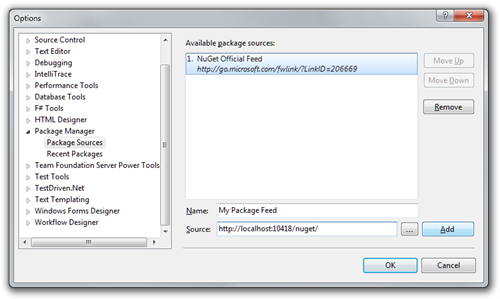 Options
Source Control
Text Editor
Debugging
IntelliTrace
Performance Tools
Database Tools
F# Tools
HTML Designer
Package Manager
Package Sources
Recent Packages
Team Foundation Server Power Tools
Test Tools
TestDriven.Net
Text Templating
Windows Forms Designer
Workflow Designer
Available package sources:
1. NuGet Official Feed
http://go.microsoft.com/fwlink/?LinkID=206669
Move Up
Move Down
Remove
Name: My Package Feed
Source: http://localhost:10418/nuget/ ... Add
OK Cancel